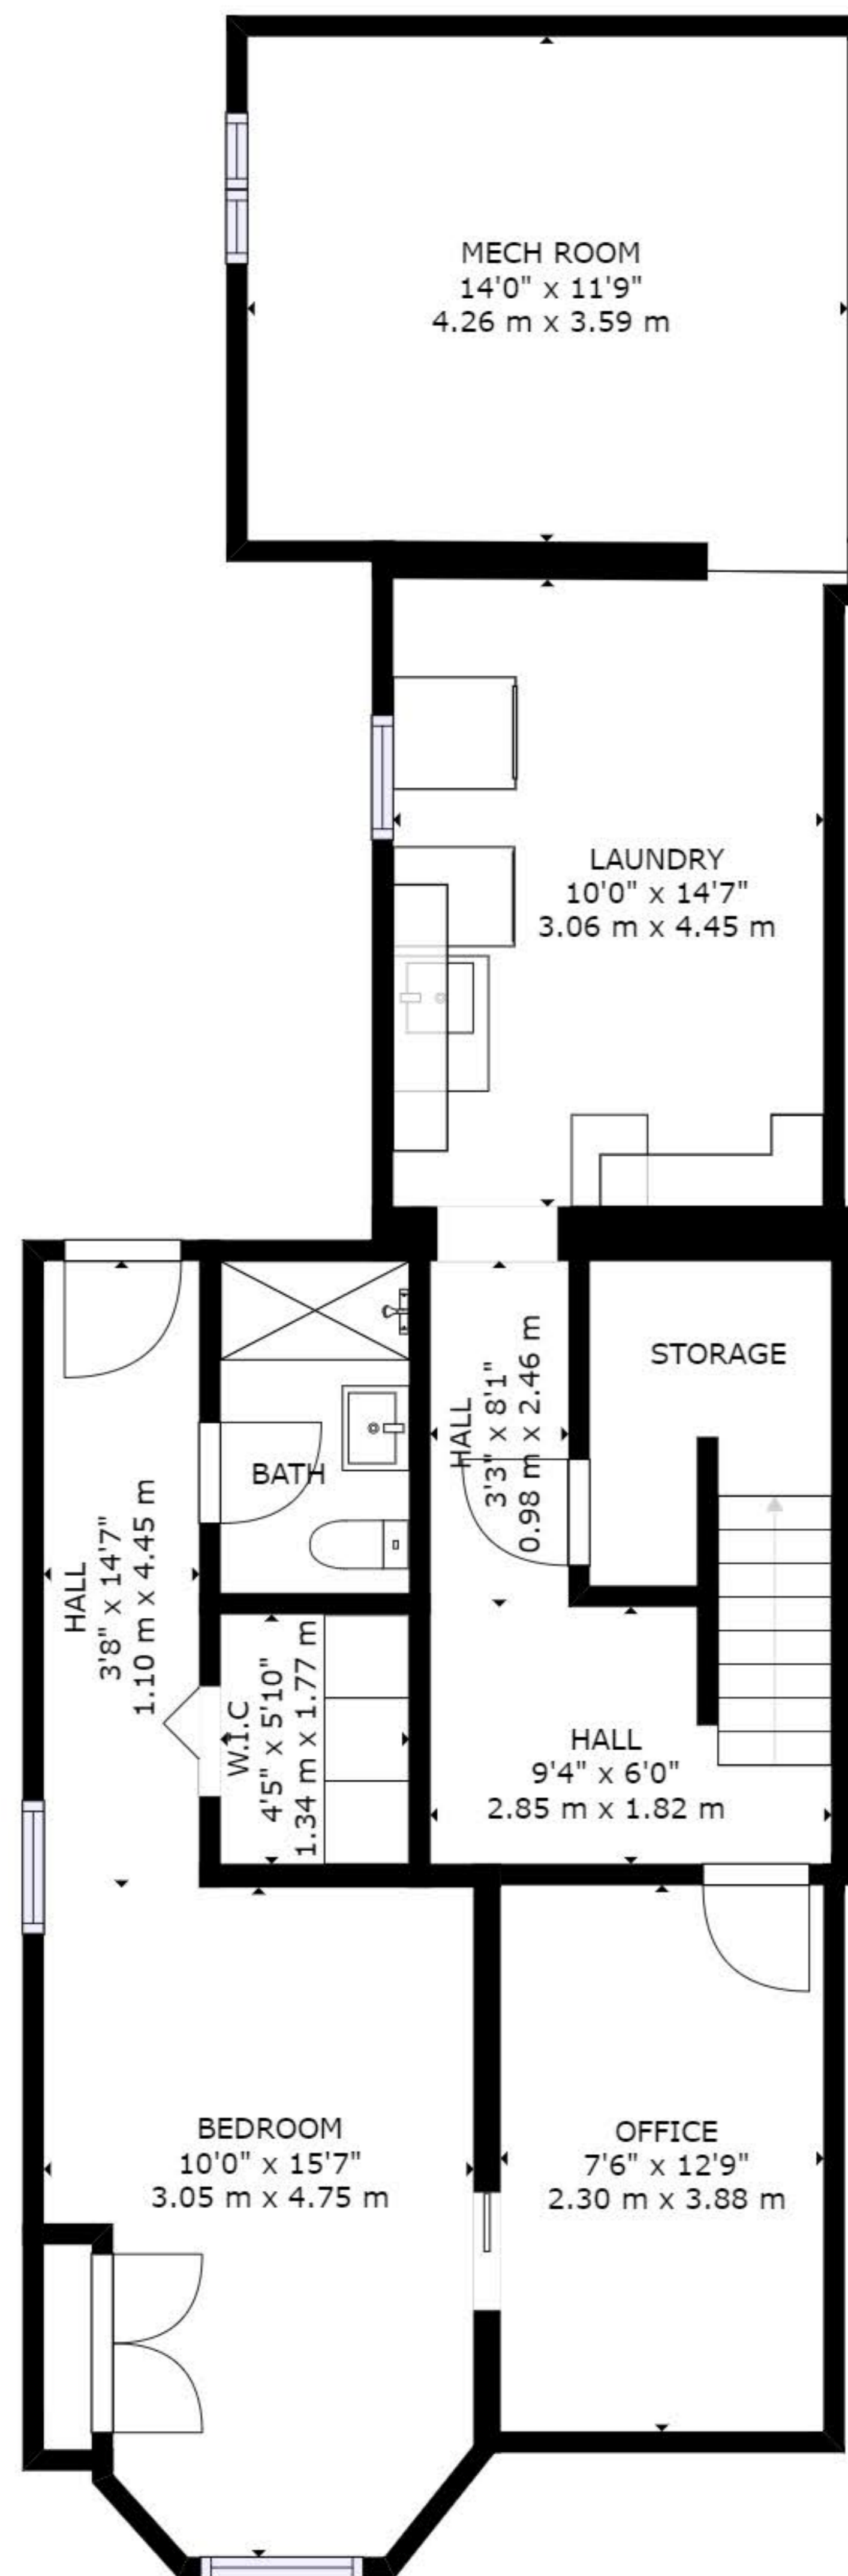 MECH ROOM
14'0" x 11'9"
4.26 m x 3.59 m
LAUNDRY
10'0" x 14'7"
3.06 m x 4.45 m
STORAGE
HALL
3'3" x 8'1"
0.98 m x 2.46 m
BATH
HALL
3'8" x 14'7"
1.10 m x 4.45 m
W.I.C
4'5" x 5'10"
1.34 m x 1.77 m
HALL
9'4" x 6'0"
2.85 m x 1.82 m
BEDROOM
10'0" x 15'7"
3.05 m x 4.75 m
OFFICE
7'6" x 12'9"
2.30 m x 3.88 m